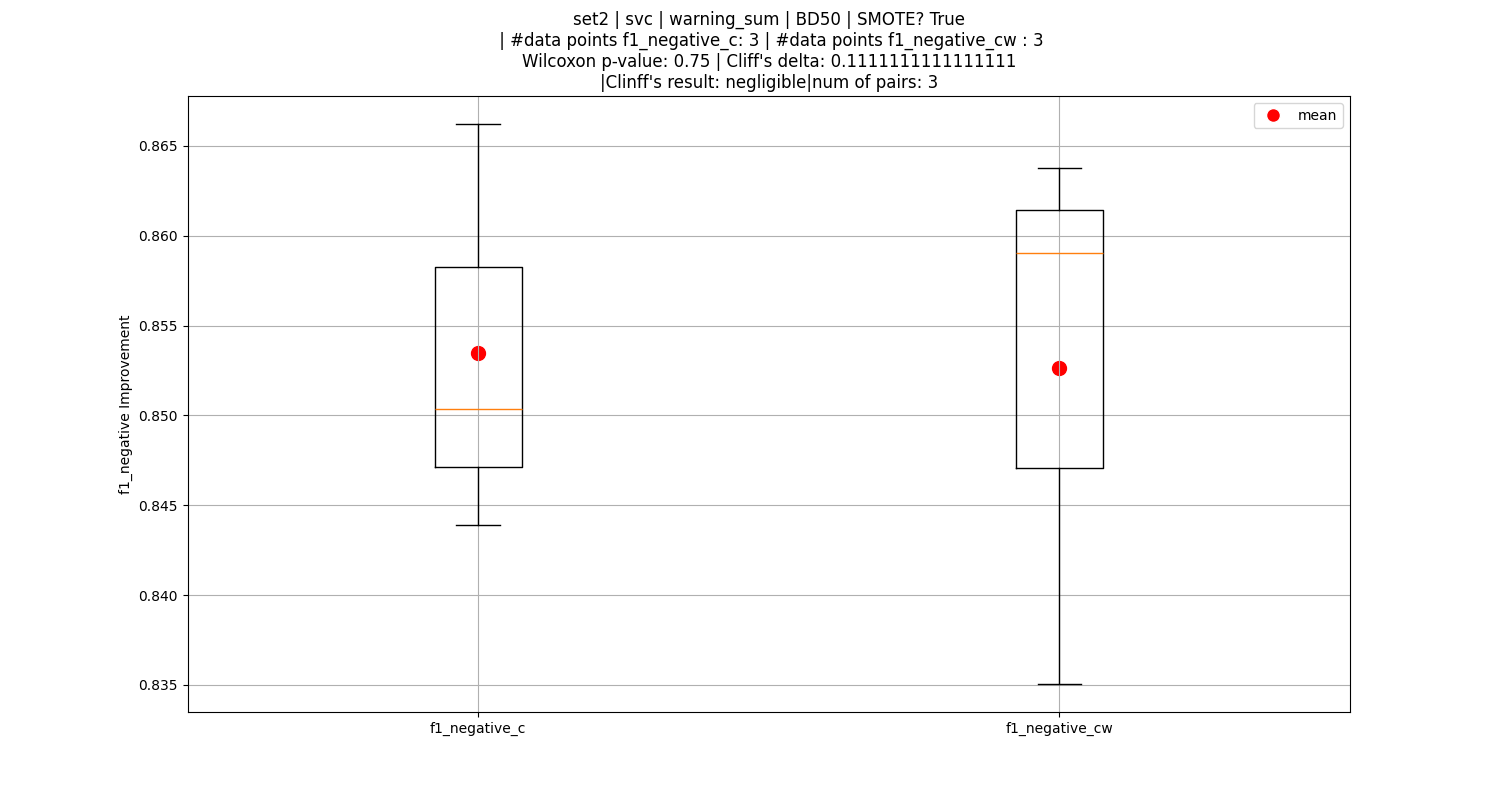 set2 | svc | warning_sum | BD50 | SMOTE? True
| #data points f1_negative_c: 3 | #data points f1_negative_cw : 3
Wilcoxon p-value: 0.75 | Cliff's delta: 0.1111111111111111
|Clinff's result: negligible|num of pairs: 3
mean
0.865
0.860
0.855
0.850
0.845
0.840
0.835
f1_negative Improvement
f1_negative_c
f1_negative_cw